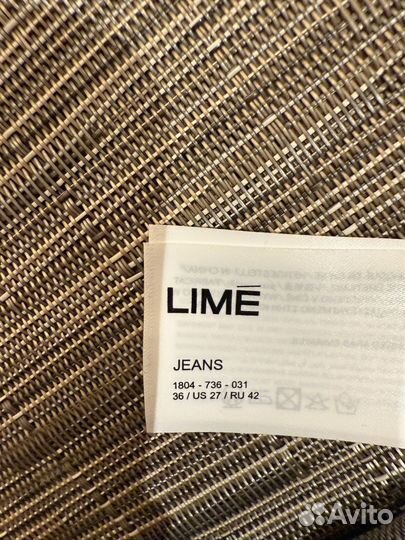 LIMÉ
JEANS
1804 - 736 - 031
36 / US 27 / RU 42
Avito